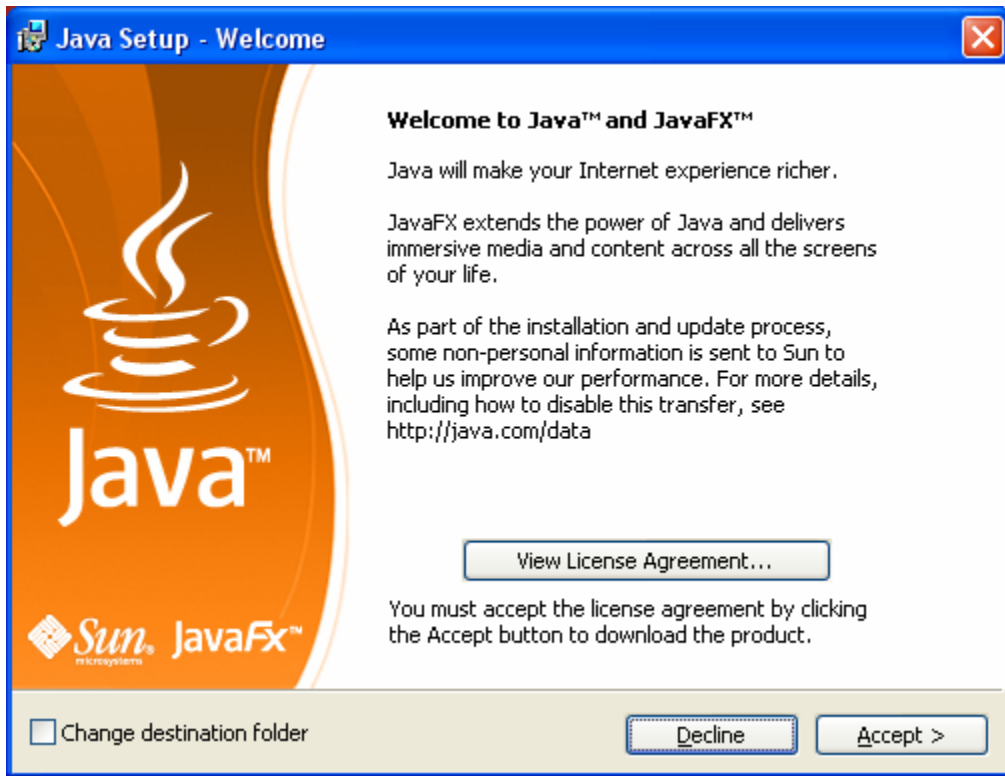 Java Setup - Welcome
Welcome to Java™ and JavaFX™
Java will make your Internet experience richer.
JavaFX extends the power of Java and delivers
immersive media and content across all the screens
of your life.
As part of the installation and update process,
some non-personal information is sent to Sun to
help us improve our performance. For more details,
including how to disable this transfer, see
http://java.com/data
Java™
View License Agreement...
You must accept the license agreement by clicking
the Accept button to download the product.
Sun® microsystems JavaFX™
Change destination folder
Decline
Accept >